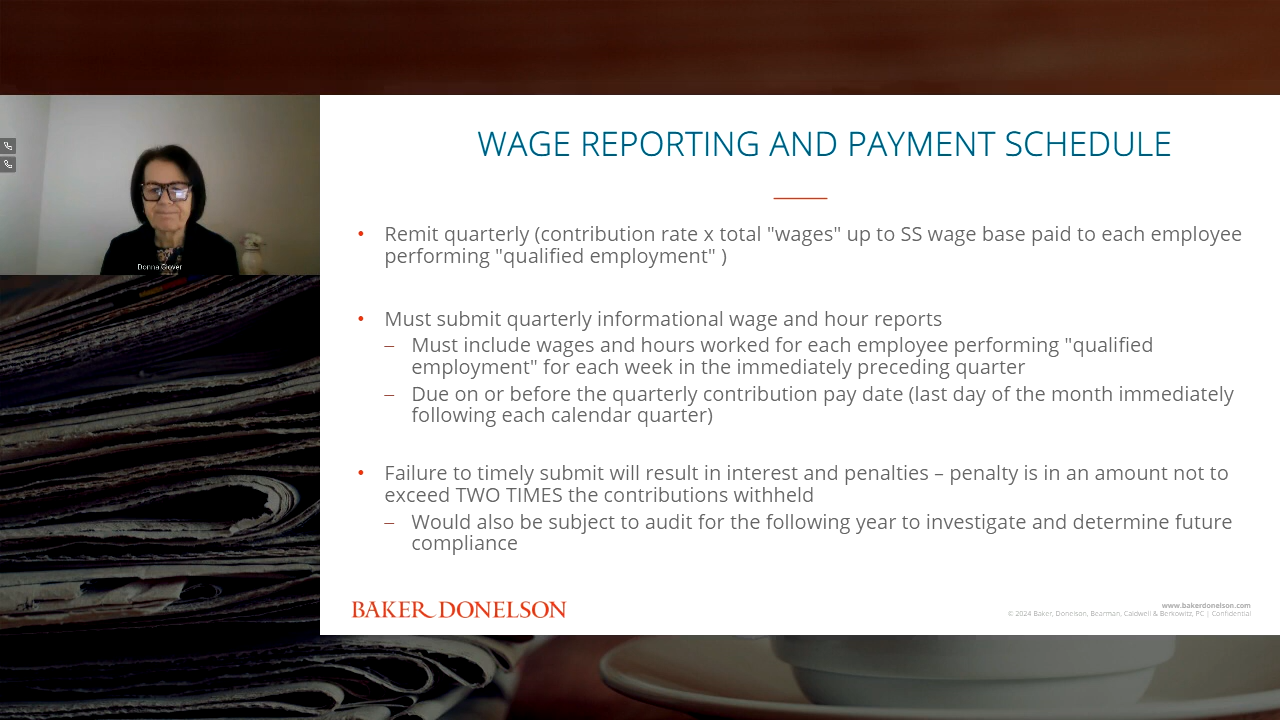 WAGE REPORTING AND PAYMENT SCHEDULE
• Remit quarterly (contribution rate x total "wages" up to SS wage base paid to each employee
performing "qualified employment" )
• Must submit quarterly informational wage and hour reports
– Must include wages and hours worked for each employee performing "qualified
employment" for each week in the immediately preceding quarter
– Due on or before the quarterly contribution pay date (last day of the month immediately
following each calendar quarter)
• Failure to timely submit will result in interest and penalties – penalty is in an amount not to
exceed TWO TIMES the contributions withheld
– Would also be subject to audit for the following year to investigate and determine future
compliance
Donna Glover
BAKER DONELSON
www.bakerdonelson.com
© 2024 Baker, Donelson, Bearman, Caldwell & Berkowitz, PC | Confidential